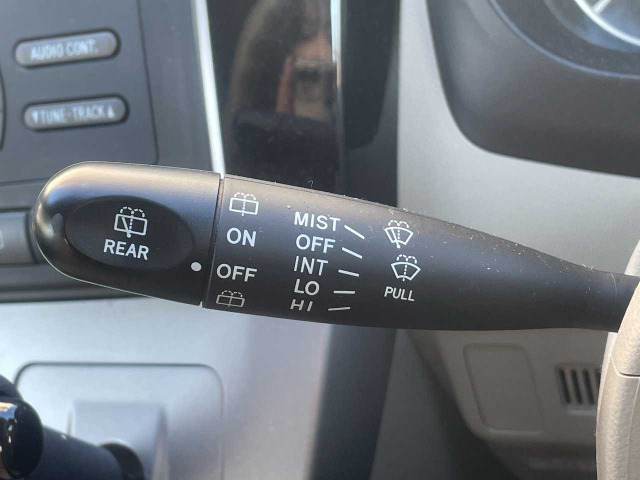 AUDIO CONT.
▼TUNE•TRACK▲
REAR
ON
OFF
MIST
OFF
INT
LO
HI
PULL